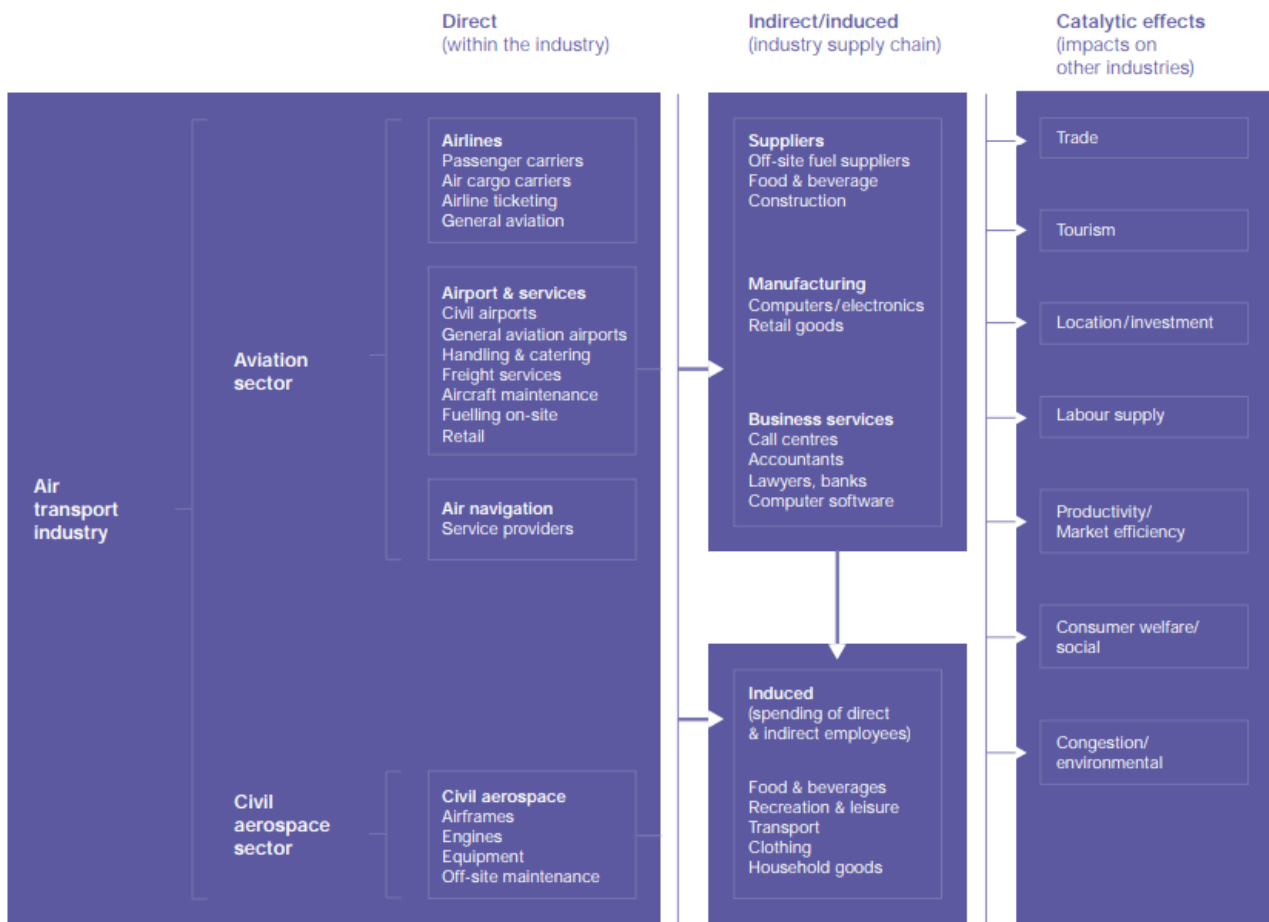 Direct
(within the industry)
Indirect/induced
(industry supply chain)
Catalytic effects
(impacts on
other industries)
Air
transport
industry
Aviation
sector
Airlines
Passenger carriers
Air cargo carriers
Airline ticketing
General aviation
Airport & services
Civil airports
General aviation airports
Handling & catering
Freight services
Aircraft maintenance
Fuelling on-site
Retail
Air navigation
Service providers
Civil
aerospace
sector
Civil aerospace
Airframes
Engines
Equipment
Off-site maintenance
Suppliers
Off-site fuel suppliers
Food & beverage
Construction
Manufacturing
Computers/electronics
Retail goods
Business services
Call centres
Accountants
Lawyers, banks
Computer software
Induced
(spending of direct
& indirect employees)
Food & beverages
Recreation & leisure
Transport
Clothing
Household goods
Trade
Tourism
Location/investment
Labour supply
Productivity/
Market efficiency
Consumer welfare/
social
Congestion/
environmental